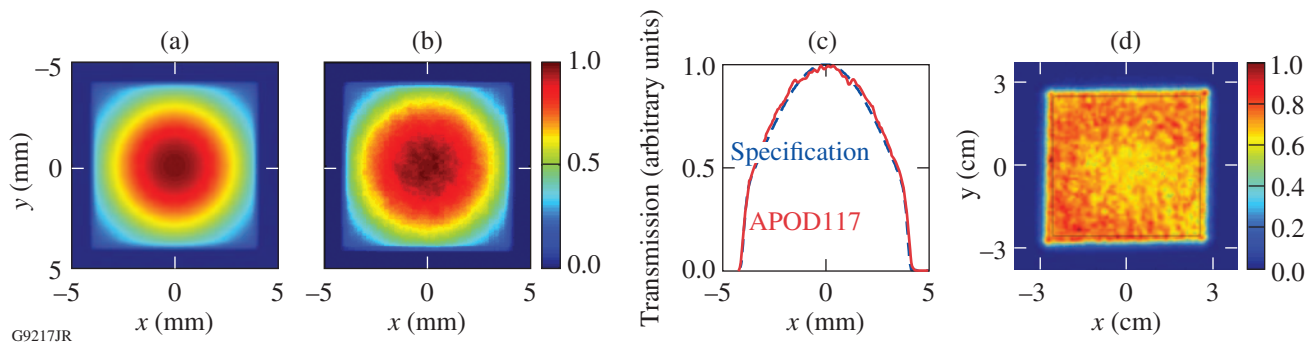 (a)
−5
0
5
y (mm)
−5 0 5
x (mm)
(b)
1.0
0.5
0.0
−5 0 5
x (mm)
(c)
Transmission (arbitrary units)
1.0
0.5
0.0
Specification
APOD117
−5 0 5
x (mm)
(d)
y (cm)
3
0
−3
−3 0 3
x (cm)
1.0
0.8
0.6
0.4
0.2
0.0
G9217JR